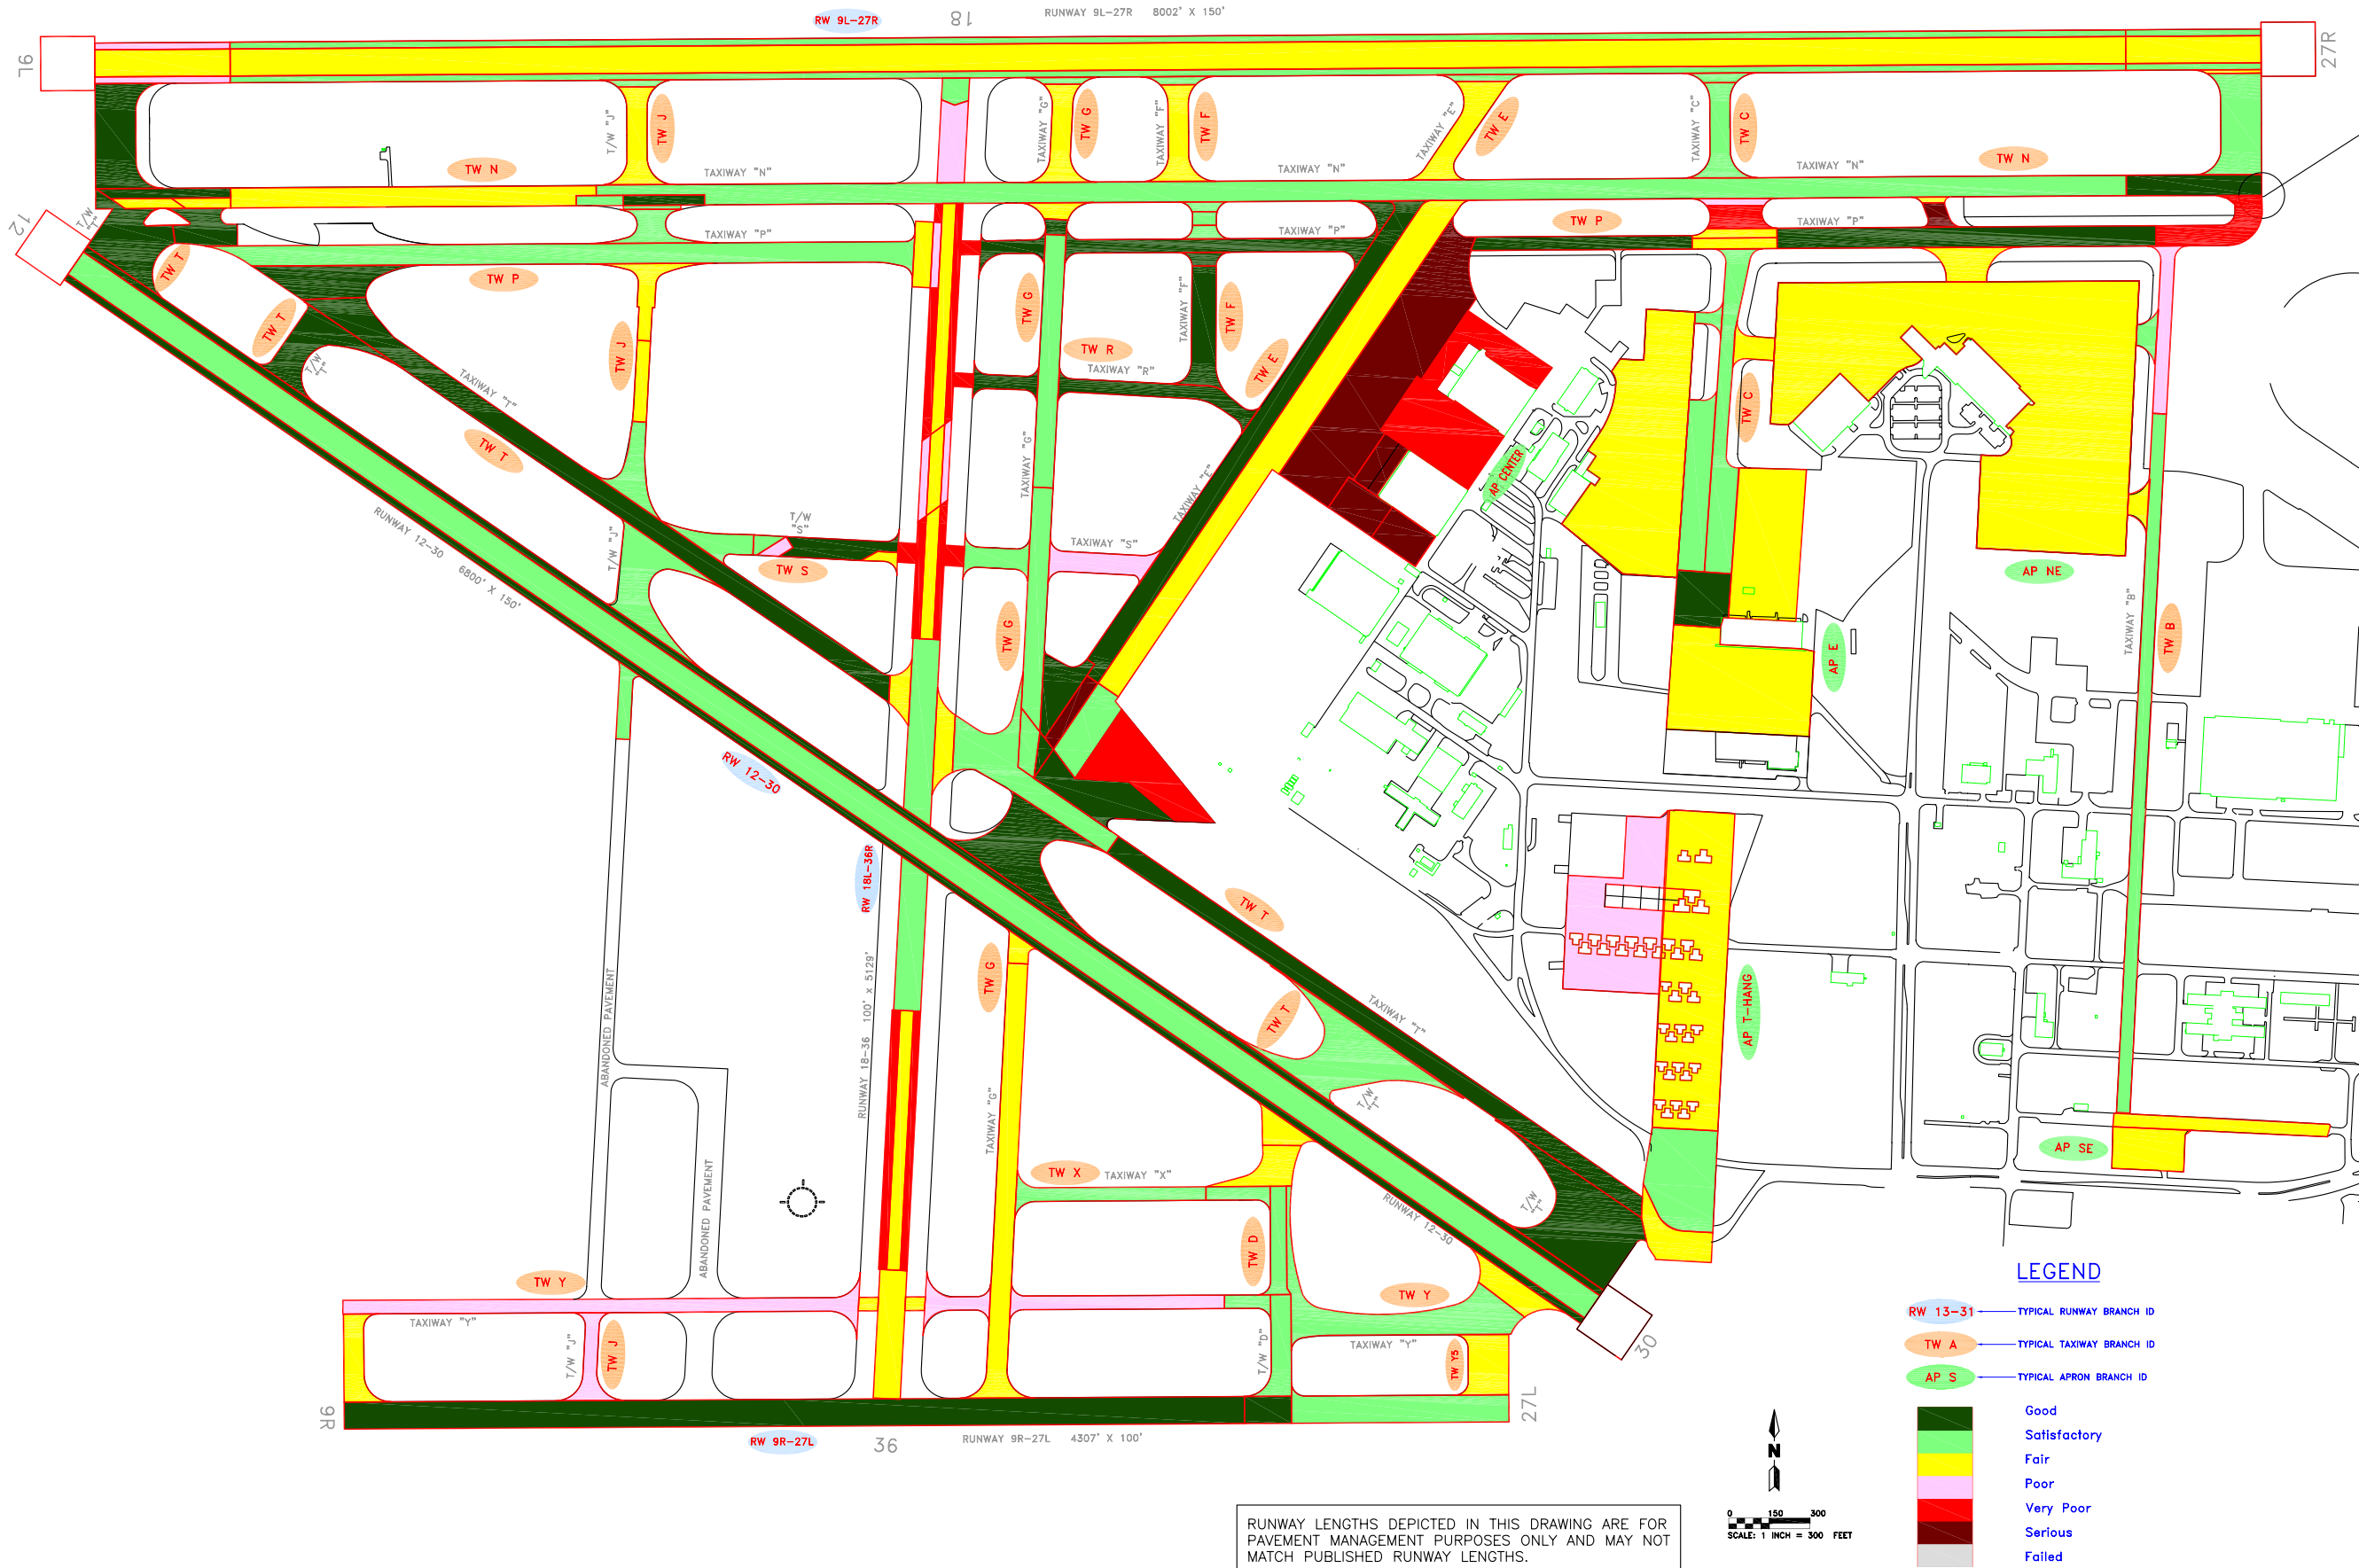 RW 9L-27R
18
RUNWAY 9L-27R 8002' X 150'
9L
27R
T/W "J"
TW J
TAXIWAY "G"
TW G
TAXIWAY "F"
TW F
TAXIWAY "E"
TW E
TAXIWAY "C"
TW C
TW N
TAXIWAY "N"
TAXIWAY "N"
TAXIWAY "N"
TW N
12
T/W
"T"
TAXIWAY "P"
TAXIWAY "P"
TW P
TAXIWAY "P"
TW T
TW P
TW T
TW G
TAXIWAY "F"
TW F
T/W
"T"
TW J
TW R
TAXIWAY "R"
TW E
TAXIWAY "T"
TW C
TW T
TAXIWAY "G"
AP CENTER
TAXIWAY "E"
RUNWAY 12-30 6800' X 150'
T/W
"S"
T/W "J"
TW S
TAXIWAY "S"
AP NE
TW G
TAXIWAY "B"
TW B
AP E
RW 12-30
RW 18L-36R
TW T
TW G
TW T
TAXIWAY "T"
AP T-HANG
ABANDONED PAVEMENT
RUNWAY 18-36 100' x 5129'
TAXIWAY "G"
T/W
"T"
AP SE
ABANDONED PAVEMENT
TW X
TAXIWAY "X"
RUNWAY 12-30
T/W
"T"
TW D
TW Y
TW Y
TAXIWAY "Y"
T/W "J"
TW J
T/W "D"
TAXIWAY "Y"
TW Y5
30
9R
27L
RW 9R-27L
36
RUNWAY 9R-27L 4307' X 100'
LEGEND
RW 13-31 TYPICAL RUNWAY BRANCH ID
TW A TYPICAL TAXIWAY BRANCH ID
AP S TYPICAL APRON BRANCH ID
Good
Satisfactory
Fair
Poor
Very Poor
Serious
Failed
N
0 150 300
SCALE: 1 INCH = 300 FEET
RUNWAY LENGTHS DEPICTED IN THIS DRAWING ARE FOR
PAVEMENT MANAGEMENT PURPOSES ONLY AND MAY NOT
MATCH PUBLISHED RUNWAY LENGTHS.